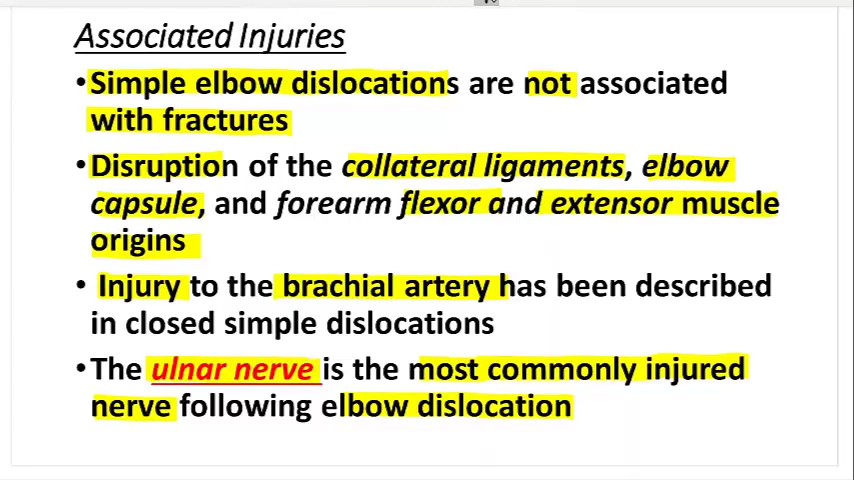 Associated Injuries
•Simple elbow dislocations are not associated
with fractures
•Disruption of the collateral ligaments, elbow
capsule, and forearm flexor and extensor muscle
origins
• Injury to the brachial artery has been described
in closed simple dislocations
•The ulnar nerve is the most commonly injured
nerve following elbow dislocation